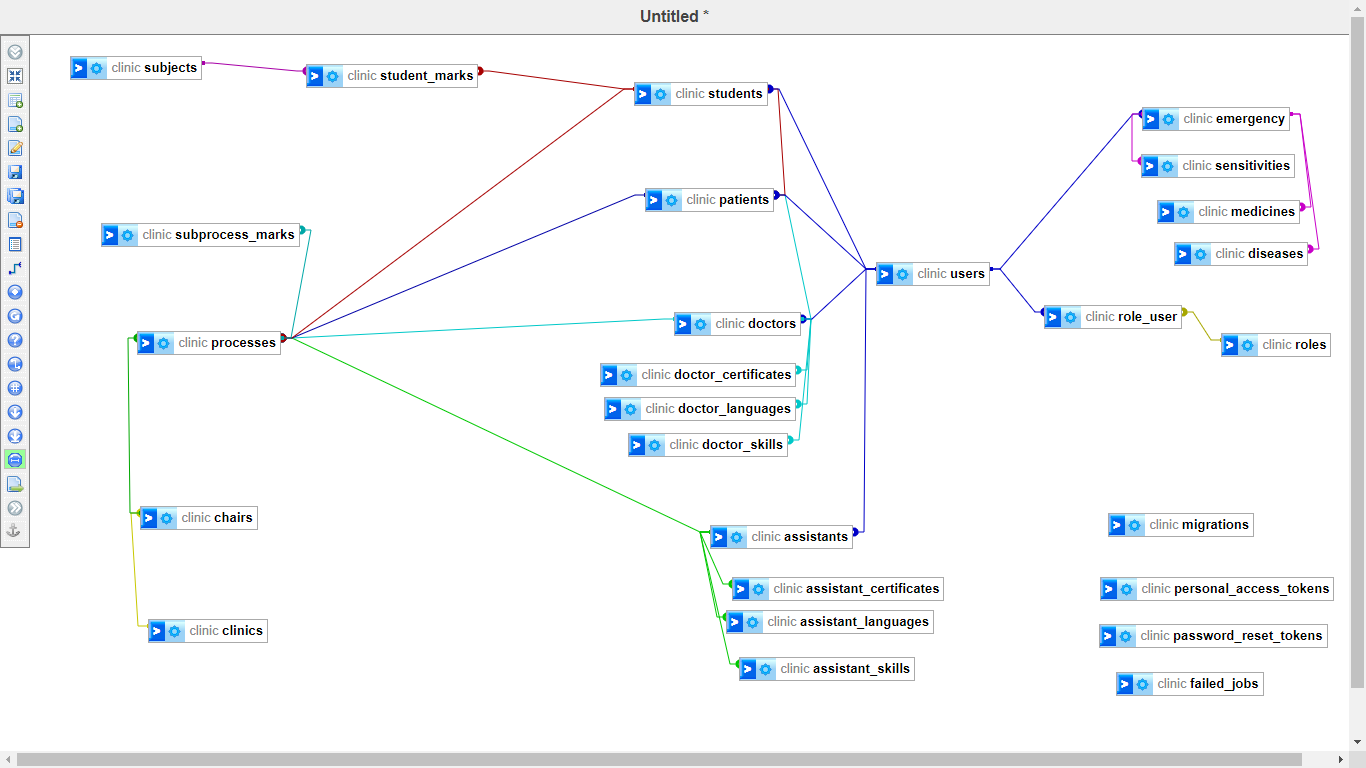 Untitled *
clinic subjects
clinic student_marks
clinic students
clinic emergency
clinic sensitivities
clinic patients
clinic medicines
clinic subprocess_marks
clinic diseases
clinic users
clinic role_user
clinic doctors
clinic processes
clinic roles
clinic doctor_certificates
clinic doctor_languages
clinic doctor_skills
clinic chairs
clinic migrations
clinic assistants
clinic assistant_certificates
clinic personal_access_tokens
clinic assistant_languages
clinic clinics
clinic password_reset_tokens
clinic assistant_skills
clinic failed_jobs